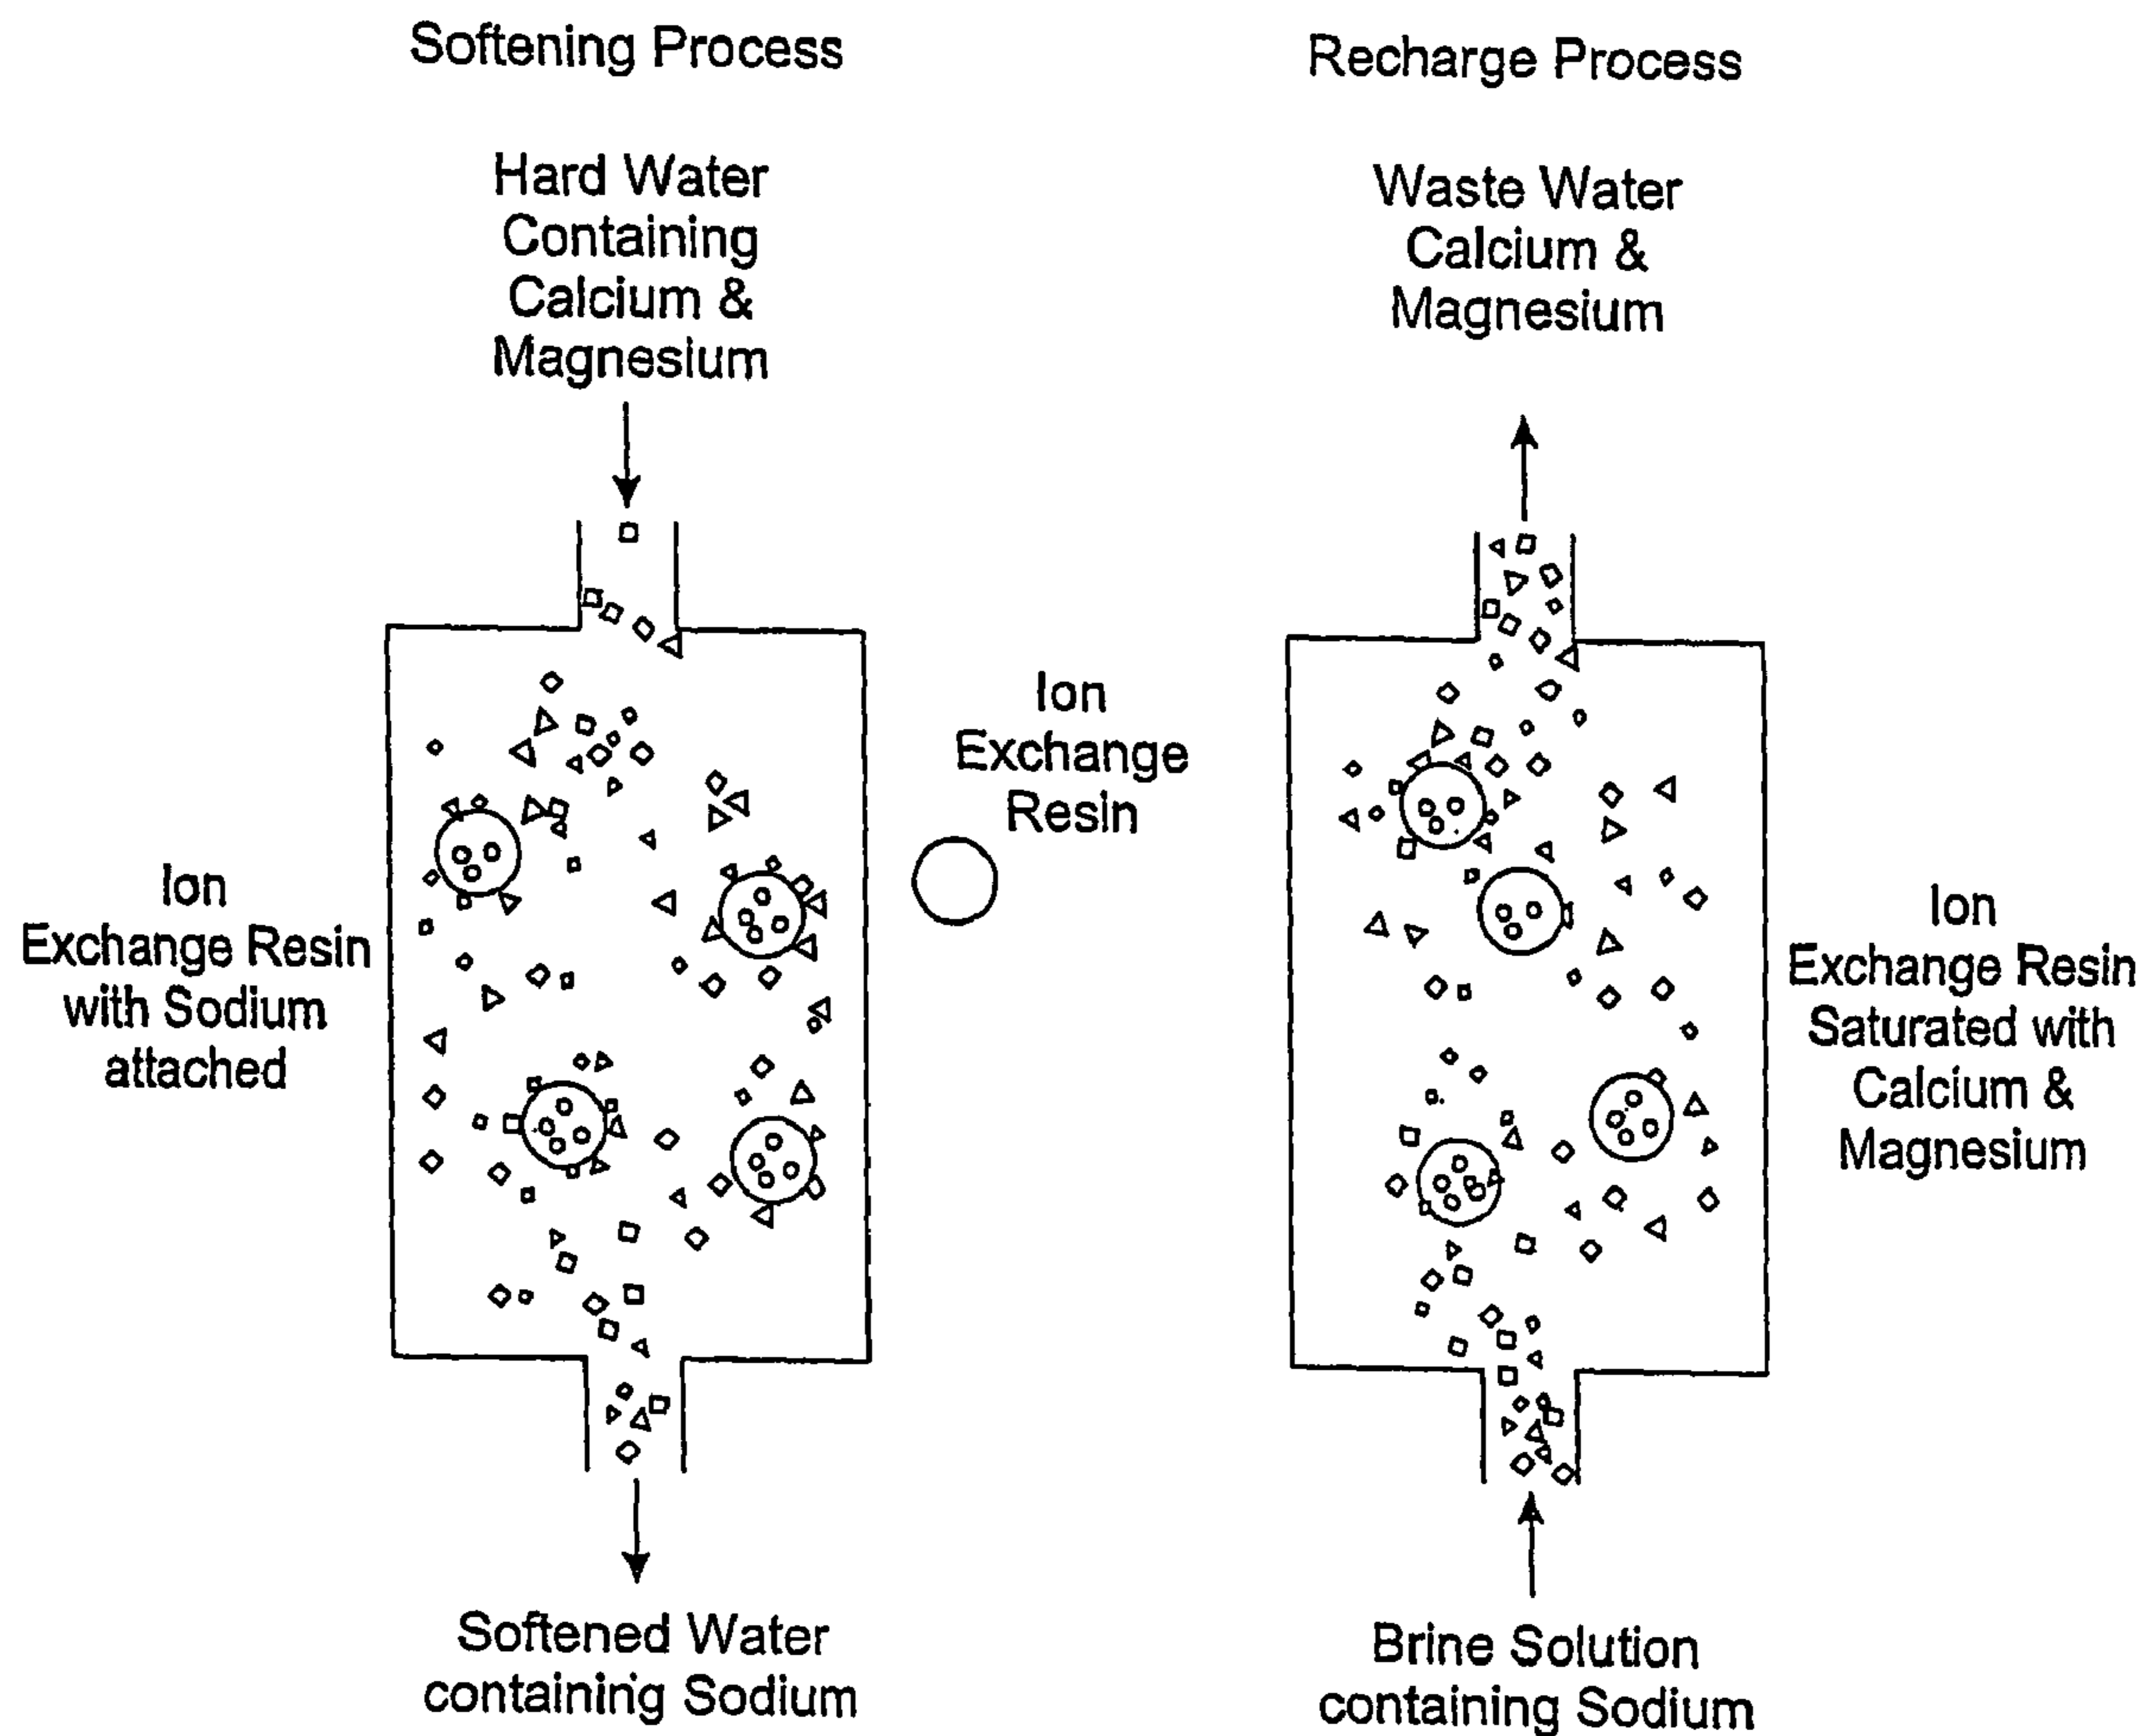 Softening Process
Hard Water
Containing
Calcium &
Magnesium
Ion
Exchange Resin
with Sodium
attached
Softened Water
containing Sodium
Ion
Exchange
Resin
Recharge Process
Waste Water
Calcium &
Magnesium
Ion
Exchange Resin
Saturated with
Calcium &
Magnesium
Brine Solution
containing Sodium